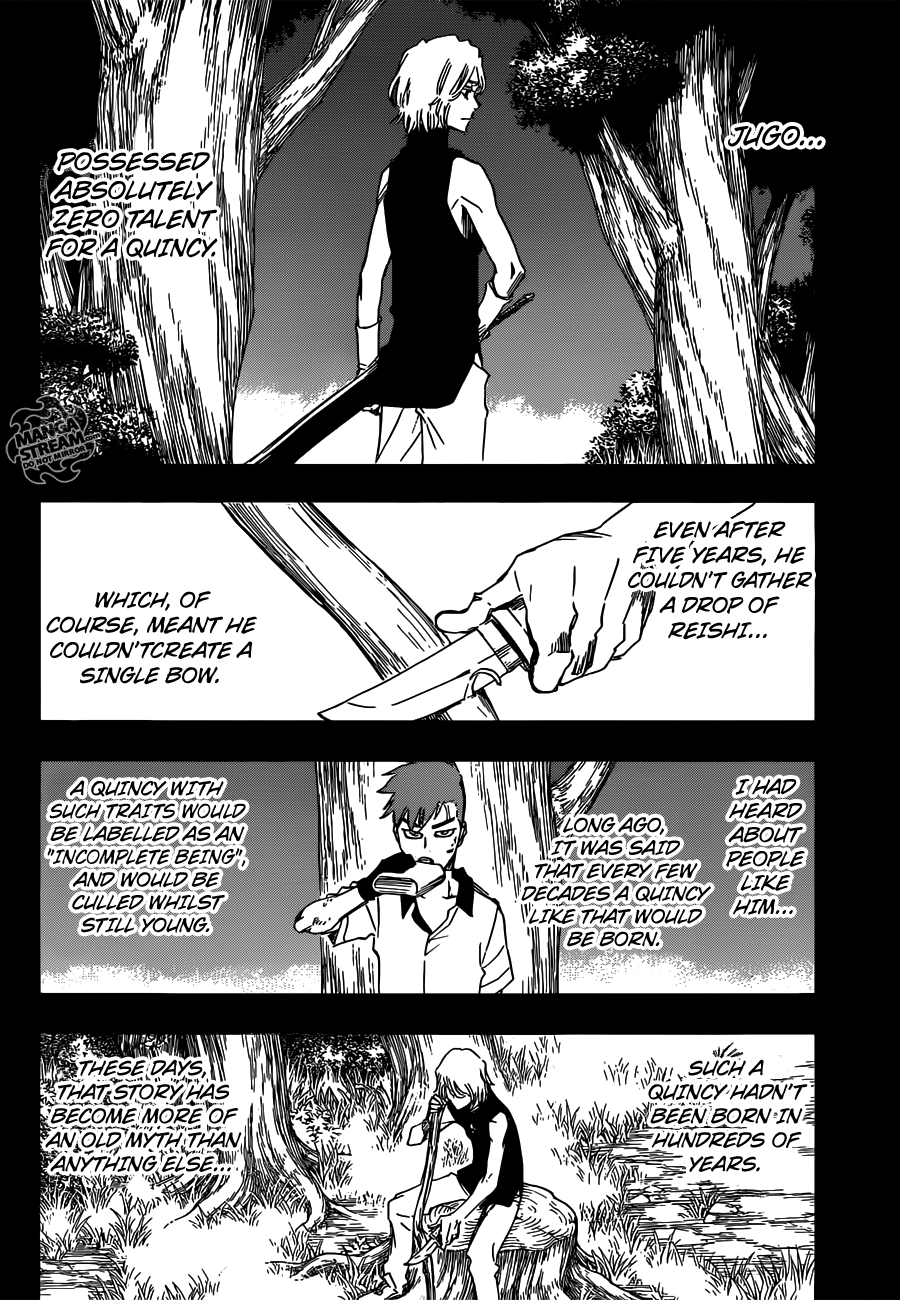 JUGO...
POSSESSED
ABSOLUTELY
ZERO TALENT
FOR A QUINCY.
MANGA
STREAM.com
DO NOT MIRROR
EVEN AFTER
FIVE YEARS, HE
COULDN'T GATHER
A DROP OF
REISHI...
WHICH, OF
COURSE, MEANT HE
COULDN'TCREATE A
SINGLE BOW.
I HAD
HEARD
ABOUT
PEOPLE
LIKE
HIM...
LONG AGO,
IT WAS SAID
THAT EVERY FEW
DECADES A QUINCY
LIKE THAT WOULD
BE BORN.
A QUINCY WITH
SUCH TRAITS WOULD
BE LABELLED AS AN
"INCOMPLETE BEING",
AND WOULD BE
CULLED WHILST
STILL YOUNG.
SUCH A
QUINCY HADN'T
BEEN BORN IN
HUNDREDS OF
YEARS.
THESE DAYS,
THAT STORY HAS
BECOME MORE OF
AN OLD MYTH THAN
ANYTHING ELSE...